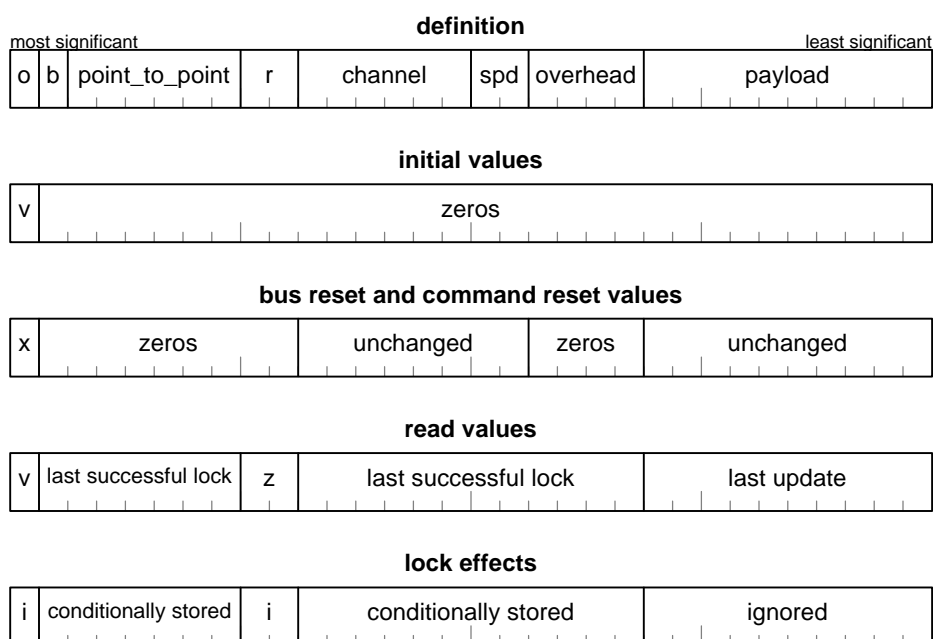 definition
most significant least significant
o b point_to_point r channel spd overhead payload
initial values
v zeros
bus reset and command reset values
x zeros unchanged zeros unchanged
read values
v last successful lock z last successful lock last update
lock effects
i conditionally stored i conditionally stored ignored